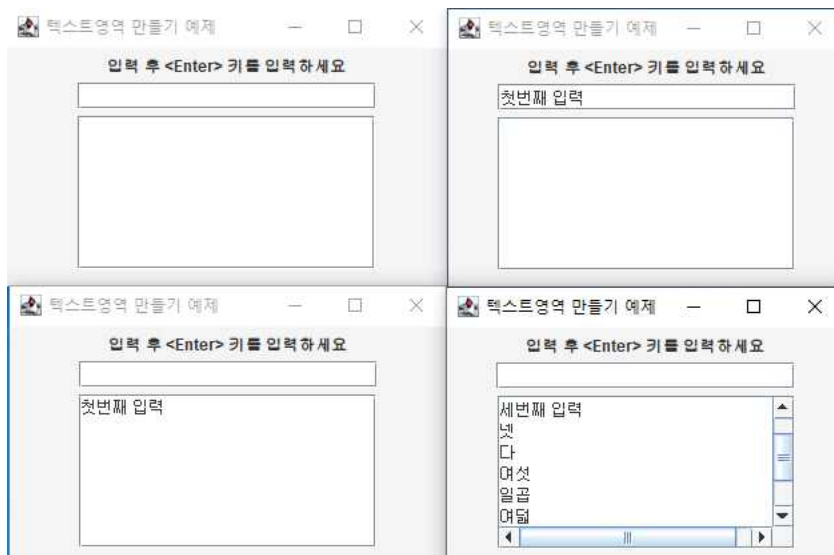 텍스트영역 만들기 예제
입력 후 <Enter> 키를 입력하세요
텍스트영역 만들기 예제
입력 후 <Enter> 키를 입력하세요
첫번째 입력
텍스트영역 만들기 예제
입력 후 <Enter> 키를 입력하세요
첫번째 입력
텍스트영역 만들기 예제
입력 후 <Enter> 키를 입력하세요
세번째 입력
넷
다
여섯
일곱
여덟